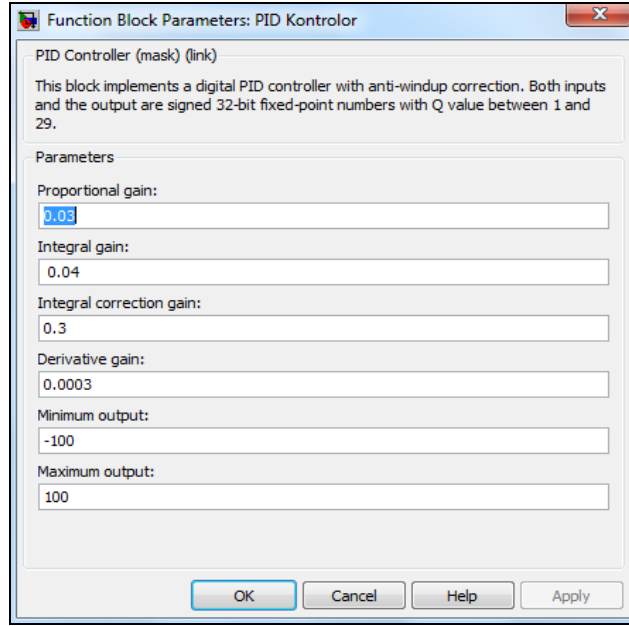 Function Block Parameters: PID Kontrolor
PID Controller (mask) (link)
This block implements a digital PID controller with anti-windup correction. Both inputs
and the output are signed 32-bit fixed-point numbers with Q value between 1 and
29.
Parameters
Proportional gain:
0.03
Integral gain:
0.04
Integral correction gain:
0.3
Derivative gain:
0.0003
Minimum output:
-100
Maximum output:
100
OK Cancel Help Apply